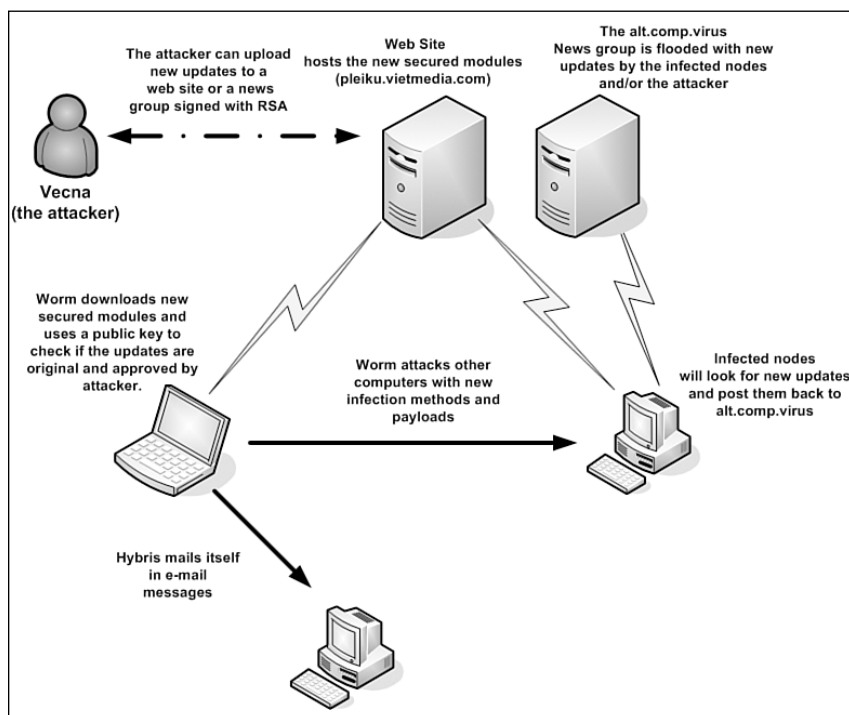 The attacker can upload
new updates to a
web site or a news
group signed with RSA
Web Site
hosts the new secured modules
(pleiku.vietmedia.com)
The alt.comp.virus
News group is flooded with new
updates by the infected nodes
and/or the attacker
Vecna
(the attacker)
Worm downloads new
secured modules and
uses a public key to
check if the updates are
original and approved by
attacker.
Worm attacks other
computers with new
infection methods and
payloads
Infected nodes
will look for new updates
and post them back to
alt.comp.virus
Hybris mails itself
in e-mail
messages